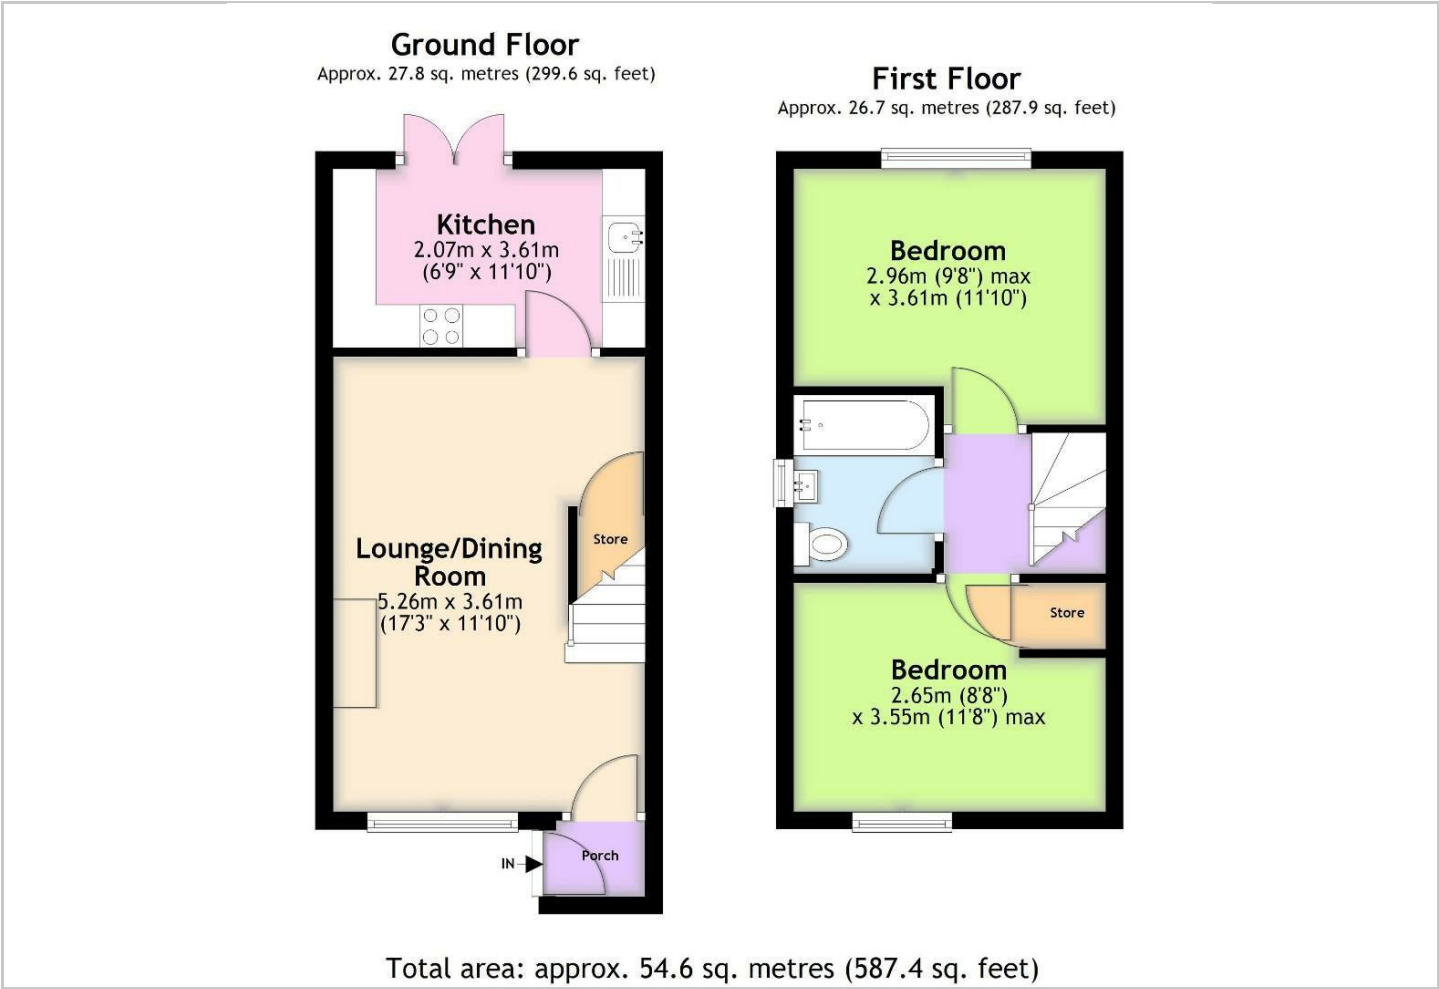 Ground Floor
Approx. 27.8 sq. metres (299.6 sq. feet)
Kitchen
2.07m x 3.61m
(6'9" x 11'10")
Lounge/Dining
Room
5.26m x 3.61m
(17'3" x 11'10")
Store
IN
Porch
First Floor
Approx. 26.7 sq. metres (287.9 sq. feet)
Bedroom
2.96m (9'8") max
x 3.61m (11'10")
Store
Bedroom
2.65m (8'8")
x 3.55m (11'8") max
Total area: approx. 54.6 sq. metres (587.4 sq. feet)